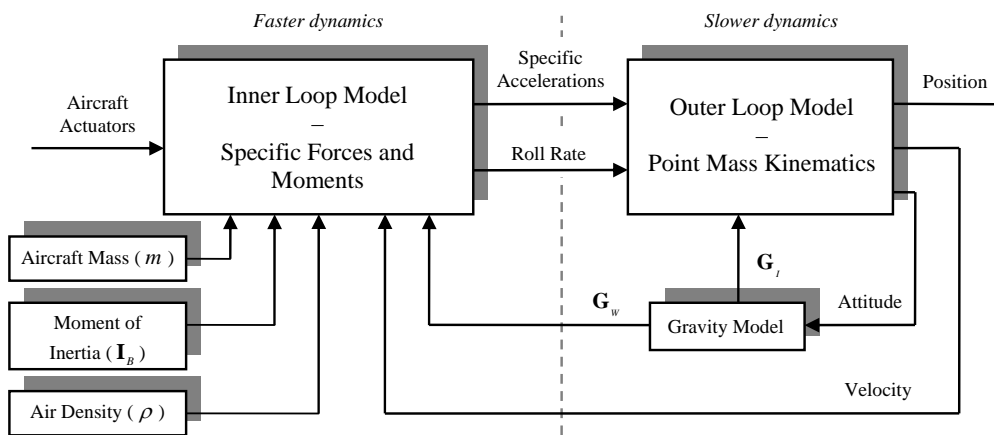 Faster dynamics
Slower dynamics
Aircraft
Actuators
Inner Loop Model
–
Specific Forces and
Moments
Specific
Accelerations
Roll Rate
Outer Loop Model
–
Point Mass Kinematics
Position
Aircraft Mass ( m )
Moment of
Inertia ( I_B )
Air Density ( ρ )
G_W
G_I
Gravity Model
Attitude
Velocity